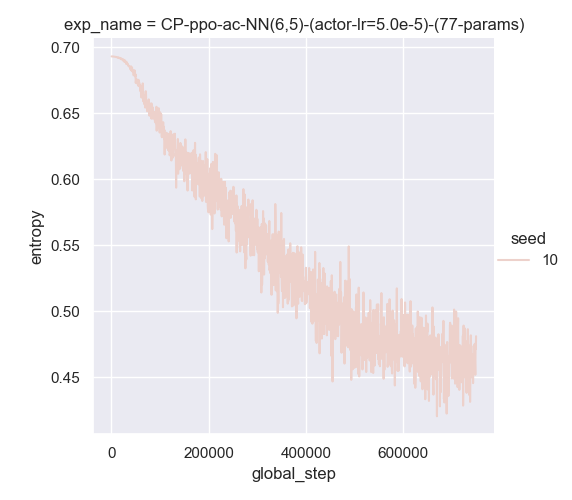 exp_name = CP-ppo-ac-NN(6,5)-(actor-lr=5.0e-5)-(77-params)
0.70
0.65
0.60
0.55
0.50
0.45
entropy
seed
10
0 200000 400000 600000
global_step